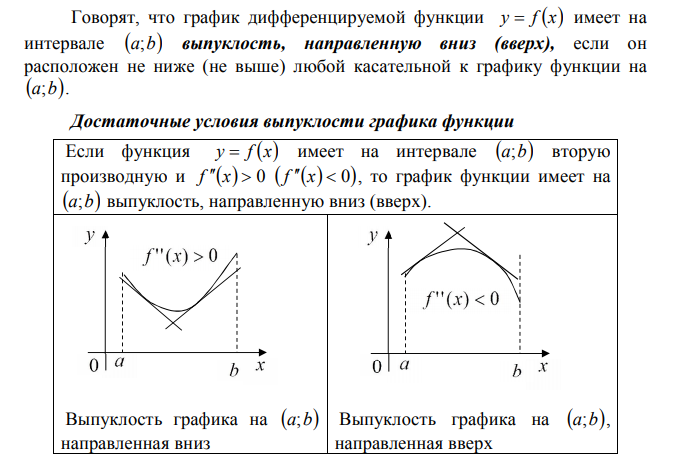 Говорят, что график дифференцируемой функции y = f(x) имеет на
интервале (a;b) выпуклость, направленную вниз (вверх), если он
расположен не ниже (не выше) любой касательной к графику функции на
(a;b).
Достаточные условия выпуклости графика функции
Если функция y = f(x) имеет на интервале (a;b) вторую
производную и f″(x) > 0 (f″(x) < 0), то график функции имеет на
(a;b) выпуклость, направленную вниз (вверх).
y
f''(x) > 0
0 a b x
Выпуклость графика на (a;b)
направленная вниз
y
f''(x) < 0
0 a b x
Выпуклость графика на (a;b),
направленная вверх